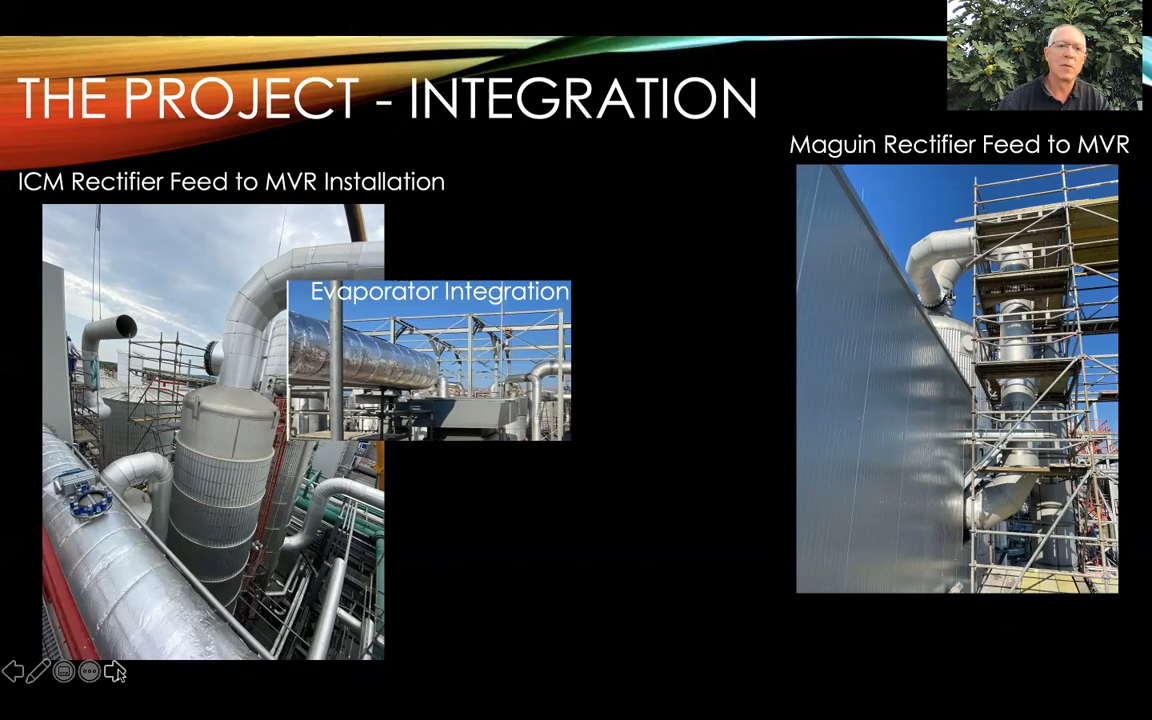 THE PROJECT - INTEGRATION
Maguin Rectifier Feed to MVR
ICM Rectifier Feed to MVR Installation
Evaporator Integration